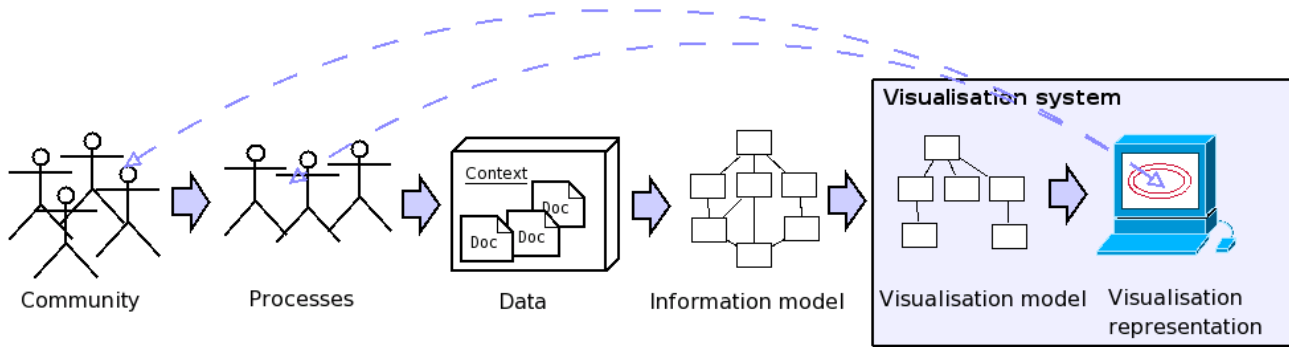 Visualisation system
Context
Doc
Doc
Doc
Community
Processes
Data
Information model
Visualisation model
Visualisation
representation